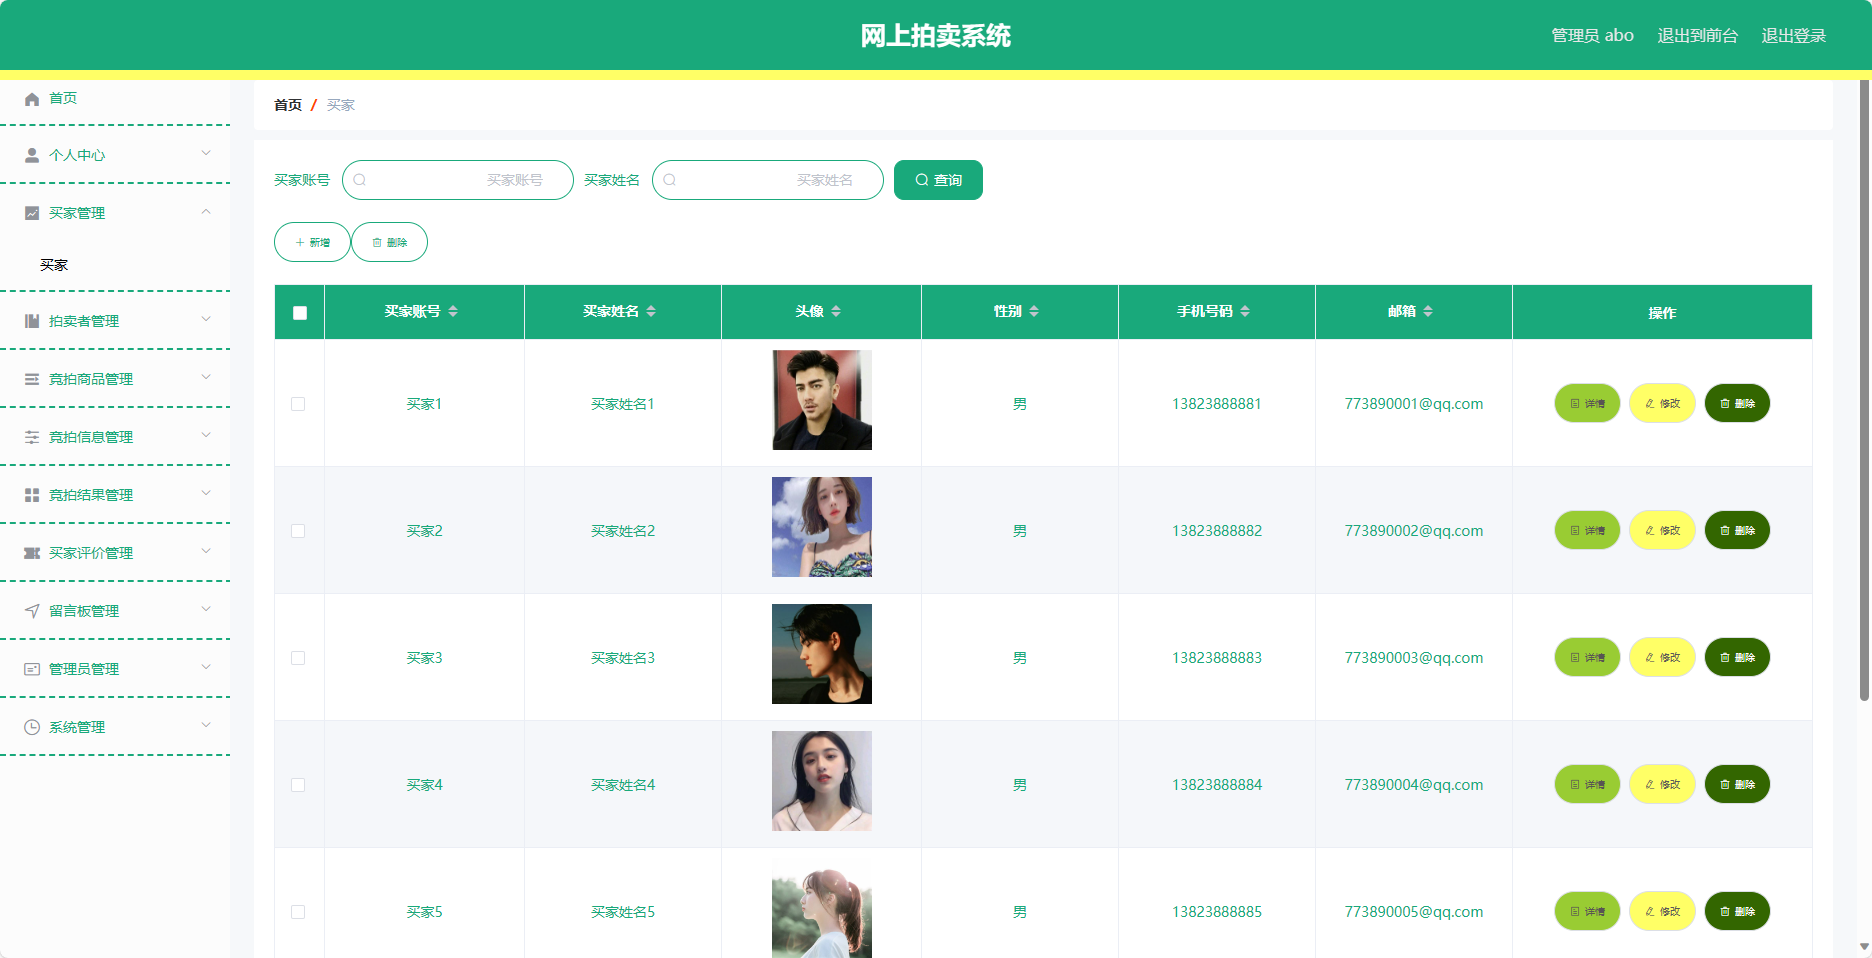 网上拍卖系统
管理员 abo 退出到前台 退出登录
首页
个人中心
买家管理
买家
拍卖者管理
竞拍商品管理
竞拍信息管理
竞拍结果管理
买家评价管理
留言板管理
管理员管理
系统管理
首页 / 买家
买家账号 买家账号 买家姓名 买家姓名 查询
新增 删除
买家账号 买家姓名 头像 性别 手机号码 邮箱 操作
买家1 买家姓名1 男 13823888881 773890001@qq.com 详情 修改 删除
买家2 买家姓名2 男 13823888882 773890002@qq.com 详情 修改 删除
买家3 买家姓名3 男 13823888883 773890003@qq.com 详情 修改 删除
买家4 买家姓名4 男 13823888884 773890004@qq.com 详情 修改 删除
买家5 买家姓名5 男 13823888885 773890005@qq.com 详情 修改 删除